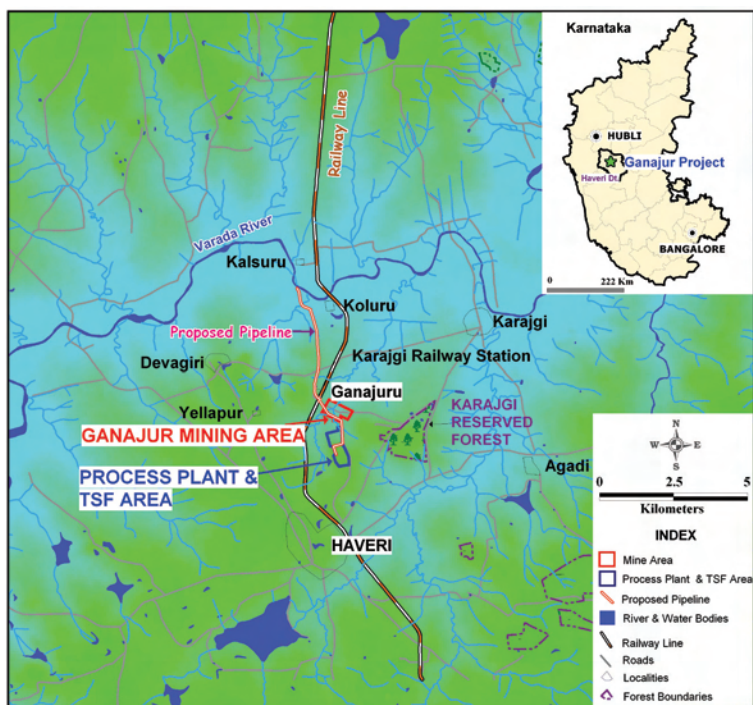 Karnataka
HUBLI
Ganajur Project
Haveri Dt.
BANGALORE
0 222 Km
Railway Line
Varada River
Kalsuru
Koluru
Karajgi
Proposed Pipeline
Karajgi Railway Station
Devagiri
Ganajuru
Yellapur
KARAJGI
RESERVED
FOREST
GANAJUR MINING AREA
PROCESS PLANT &
TSF AREA
Agadi
HAVERI
N
W E
S
0 2.5 5
Kilometers
INDEX
Mine Area
Process Plant & TSF Area
Proposed Pipeline
River & Water Bodies
Railway Line
Roads
Localities
Forest Boundaries